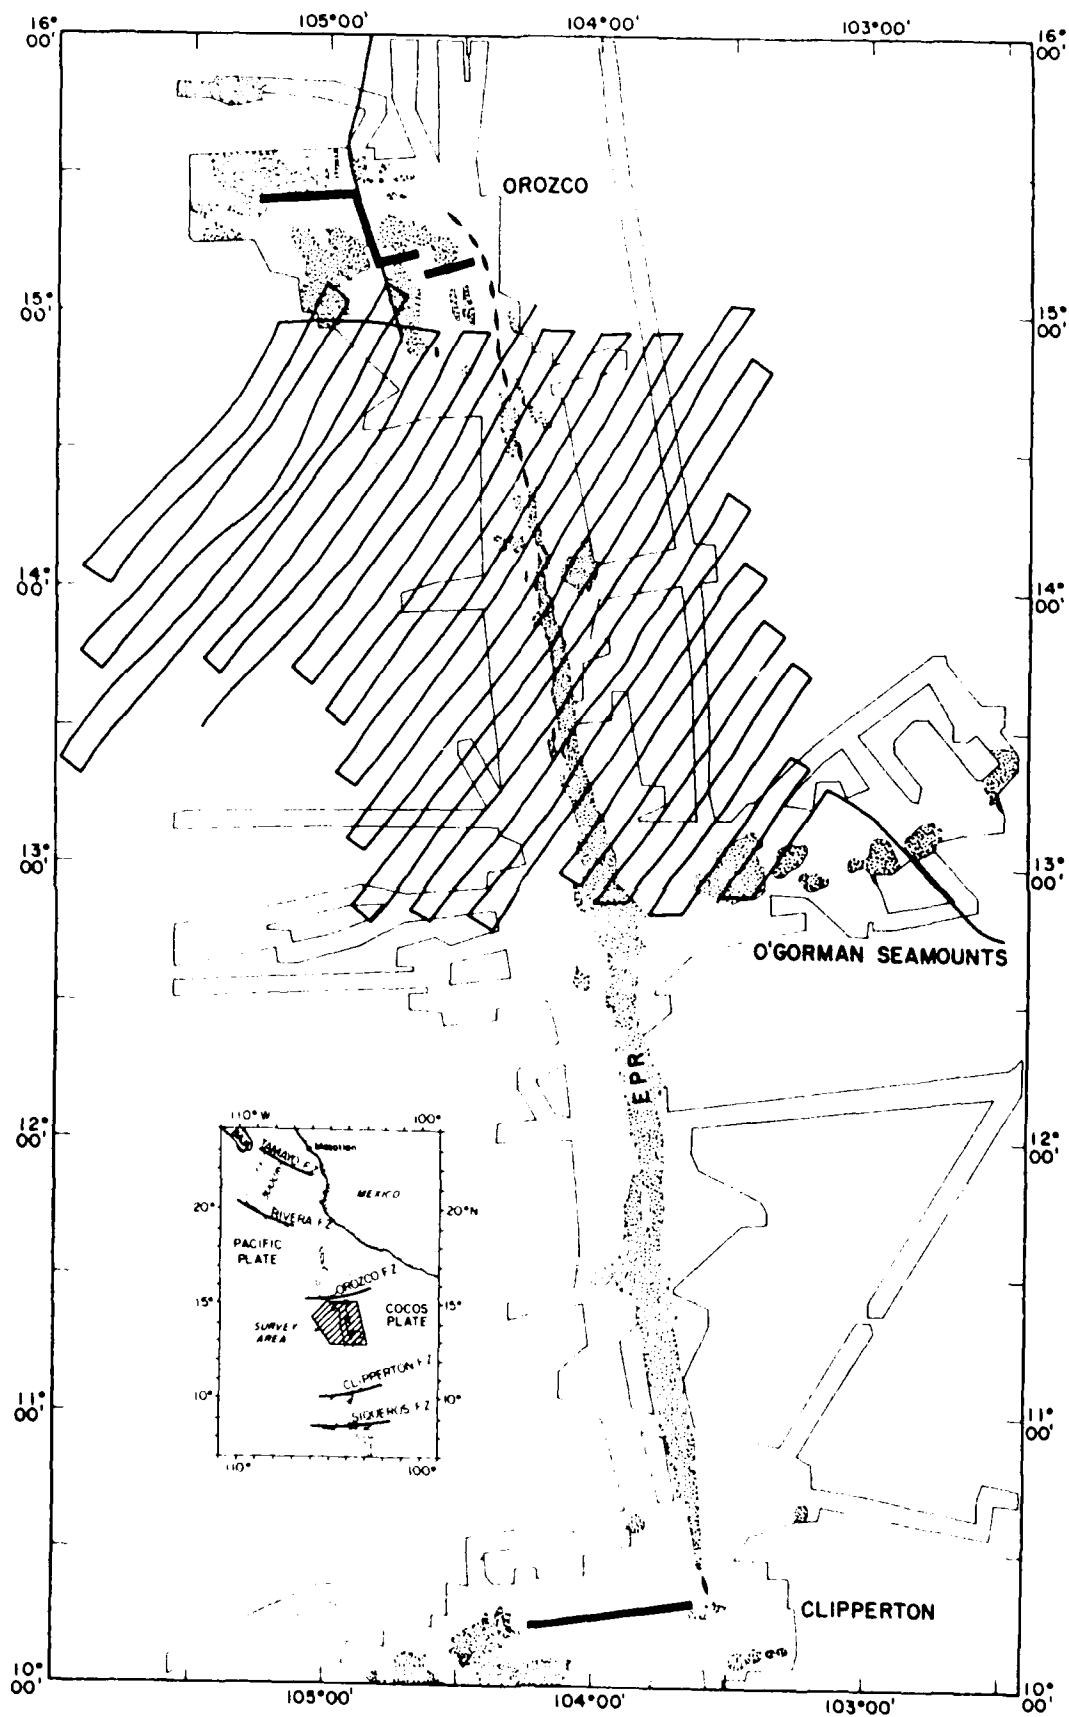 105°00' 104°00' 103°00'
16°
00'
16°
00'
OROZCO
15°
00'
15°
00'
14°
00'
14°
00'
13°
00'
13°
00'
O'GORMAN SEAMOUNTS
EPR
12°
00'
12°
00'
110° W 100°
TAMAYO F Z
Mazatlan
MEXICO
20° 20° N
RIVERA F Z
PACIFIC
PLATE
OROZCO F Z
15° 15°
COCOS
PLATE
SURVEY
AREA
CLIPPERTON F Z
10° 10°
SIQUEROS F Z
110° 100°
11°
00'
11°
00'
CLIPPERTON
10°
00'
10°
00'
105°00' 104°00' 103°00'